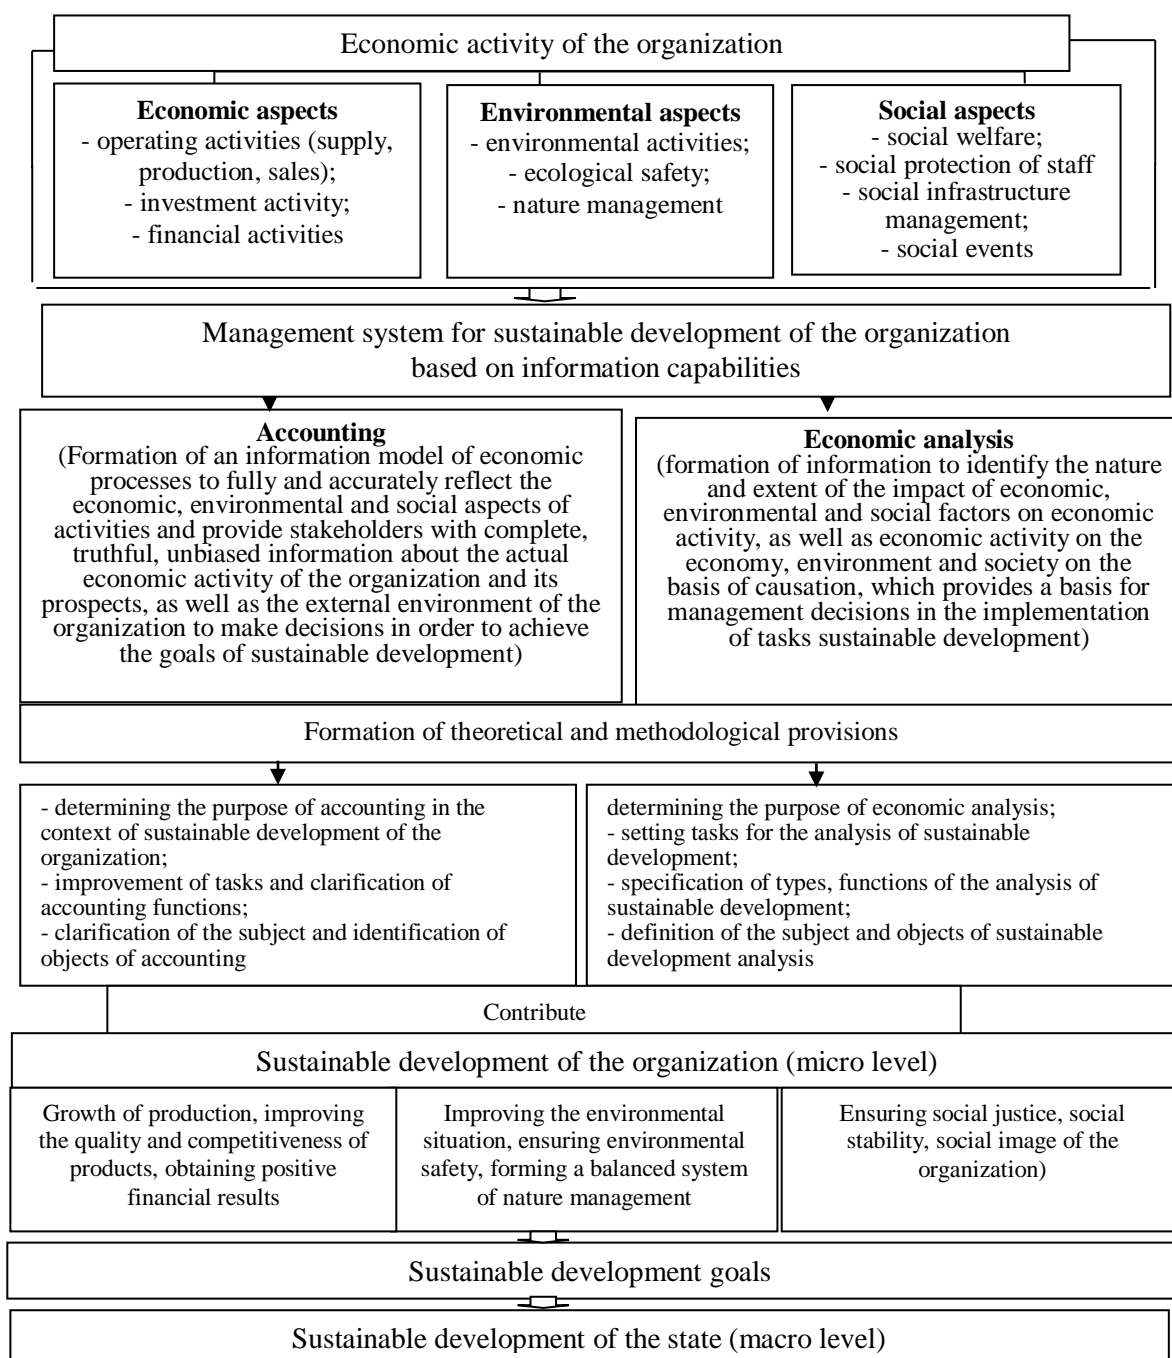 Economic activity of the organization
Economic aspects
- operating activities (supply,
production, sales);
- investment activity;
- financial activities
Environmental aspects
- environmental activities;
- ecological safety;
- nature management
Social aspects
- social welfare;
- social protection of staff
- social infrastructure
management;
- social events
Management system for sustainable development of the organization
based on information capabilities
Accounting
(Formation of an information model of economic
processes to fully and accurately reflect the
economic, environmental and social aspects of
activities and provide stakeholders with complete,
truthful, unbiased information about the actual
economic activity of the organization and its
prospects, as well as the external environment of the
organization to make decisions in order to achieve
the goals of sustainable development)
Economic analysis
(formation of information to identify the nature
and extent of the impact of economic,
environmental and social factors on economic
activity, as well as economic activity on the
economy, environment and society on the
basis of causation, which provides a basis for
management decisions in the implementation
of tasks sustainable development)
Formation of theoretical and methodological provisions
- determining the purpose of accounting in the
context of sustainable development of the
organization;
- improvement of tasks and clarification of
accounting functions;
- clarification of the subject and identification of
objects of accounting
determining the purpose of economic analysis;
- setting tasks for the analysis of sustainable
development;
- specification of types, functions of the analysis of
sustainable development;
- definition of the subject and objects of sustainable
development analysis
Contribute
Sustainable development of the organization (micro level)
Growth of production, improving
the quality and competitiveness of
products, obtaining positive
financial results
Improving the environmental
situation, ensuring environmental
safety, forming a balanced system
of nature management
Ensuring social justice, social
stability, social image of the
organization)
Sustainable development goals
Sustainable development of the state (macro level)